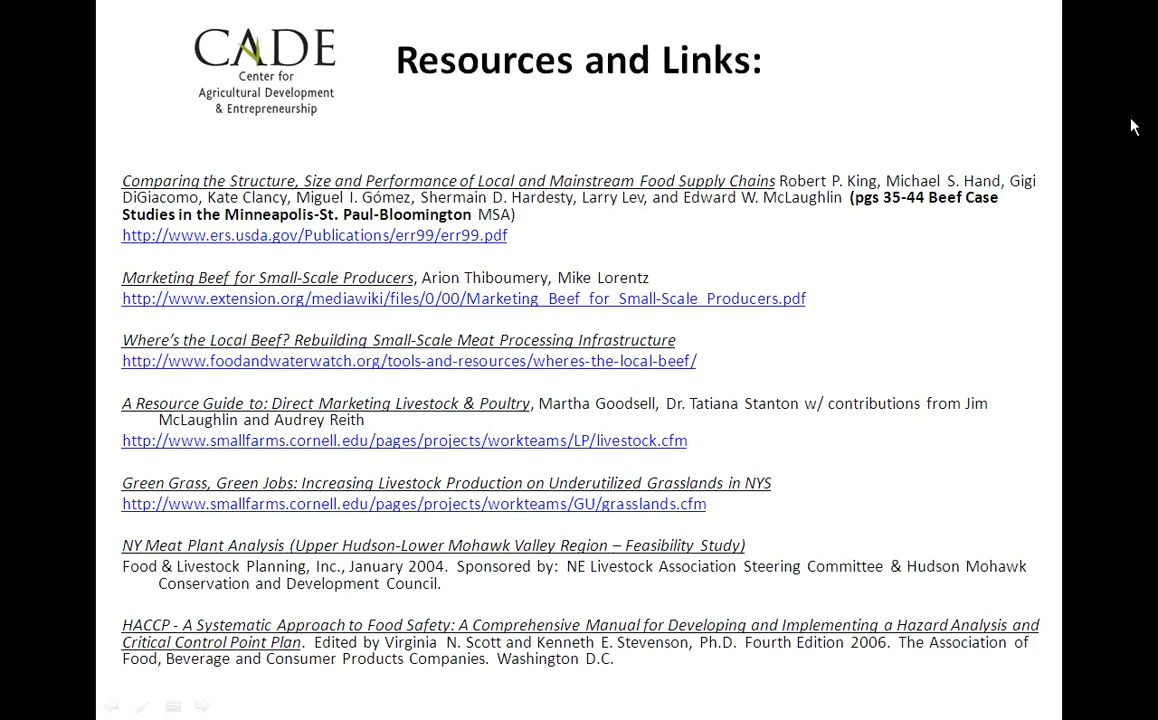 CADE
Center for
Agricultural Development
& Entrepreneurship
Resources and Links:
Comparing the Structure, Size and Performance of Local and Mainstream Food Supply Chains Robert P. King, Michael S. Hand, Gigi
DiGiacomo, Kate Clancy, Miguel I. Gómez, Shermain D. Hardesty, Larry Lev, and Edward W. McLaughlin (pgs 35-44 Beef Case
Studies in the Minneapolis-St. Paul-Bloomington MSA)
http://www.ers.usda.gov/Publications/err99/err99.pdf
Marketing Beef for Small-Scale Producers, Arion Thiboumery, Mike Lorentz
http://www.extension.org/mediawiki/files/0/00/Marketing_Beef_for_Small-Scale_Producers.pdf
Where's the Local Beef? Rebuilding Small-Scale Meat Processing Infrastructure
http://www.foodandwaterwatch.org/tools-and-resources/wheres-the-local-beef/
A Resource Guide to: Direct Marketing Livestock & Poultry, Martha Goodsell, Dr. Tatiana Stanton w/ contributions from Jim
McLaughlin and Audrey Reith
http://www.smallfarms.cornell.edu/pages/projects/workteams/LP/livestock.cfm
Green Grass, Green Jobs: Increasing Livestock Production on Underutilized Grasslands in NYS
http://www.smallfarms.cornell.edu/pages/projects/workteams/GU/grasslands.cfm
NY Meat Plant Analysis (Upper Hudson-Lower Mohawk Valley Region – Feasibility Study)
Food & Livestock Planning, Inc., January 2004. Sponsored by: NE Livestock Association Steering Committee & Hudson Mohawk
Conservation and Development Council.
HACCP - A Systematic Approach to Food Safety: A Comprehensive Manual for Developing and Implementing a Hazard Analysis and
Critical Control Point Plan. Edited by Virginia N. Scott and Kenneth E. Stevenson, Ph.D. Fourth Edition 2006. The Association of
Food, Beverage and Consumer Products Companies. Washington D.C.